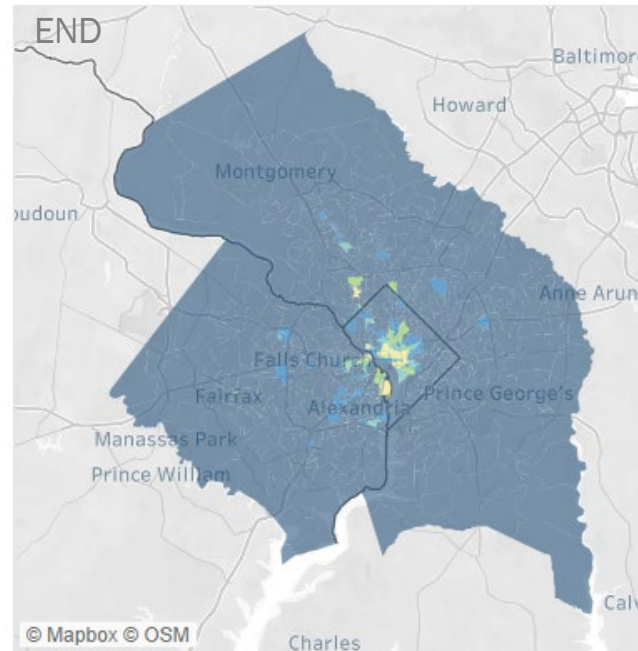 END
Baltimore
Howard
Montgomery
oudoun
Anne Arun
Falls Church
Fairfax
Prince George's
Alexandria
Manassas Park
Prince William
Calv
© Mapbox © OSM
Charles